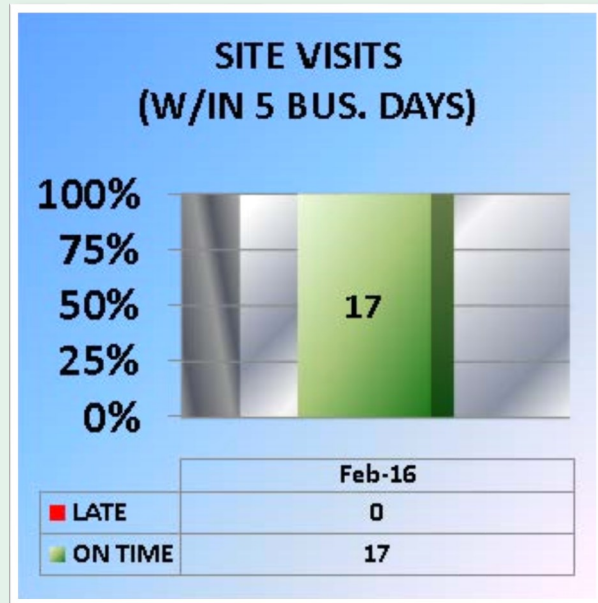 SITE VISITS
(W/IN 5 BUS. DAYS)
100%
75%
50%
25%
0%
17
Feb-16
LATE 0
ON TIME 17